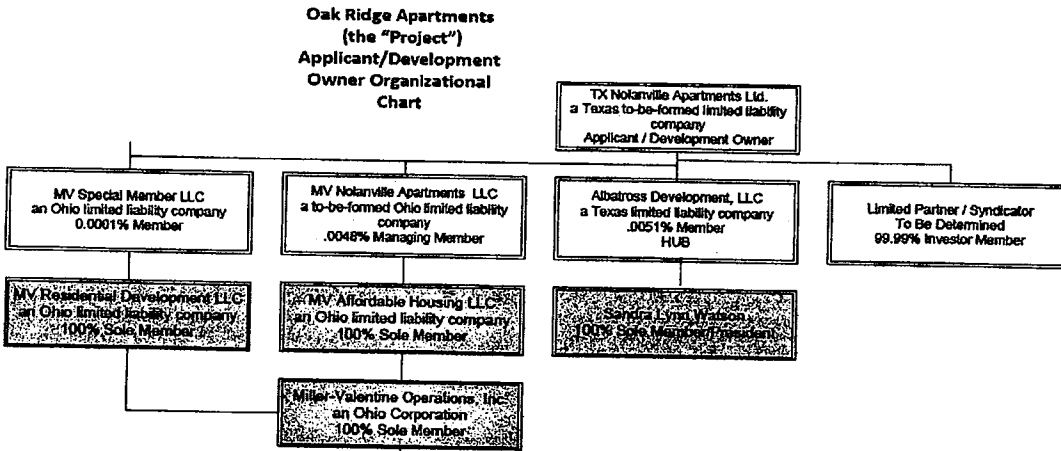 Oak Ridge Apartments
(the "Project")
Applicant/Development
Owner Organizational
Chart
TX Nolanville Apartments Ltd.
a Texas to-be-formed limited liability
company
Applicant / Development Owner
MV Special Member LLC
an Ohio limited liability company
0.0001% Member
MV Nolanville Apartments LLC
a to-be-formed Ohio limited liability
company
.0048% Managing Member
Albatross Development, LLC
a Texas limited liability company
.0051% Member
HUB
Limited Partner / Syndicator
To Be Determined
99.99% Investor Member
MV Residential Development LLC
an Ohio limited liability company
100% Sole Member
MV Affordable Housing LLC
an Ohio limited liability company
100% Sole Member
Sandra Lynn Watson
100% Sole Member/President
Miller-Valentine Operations, Inc
an Ohio Corporation
100% Sole Member